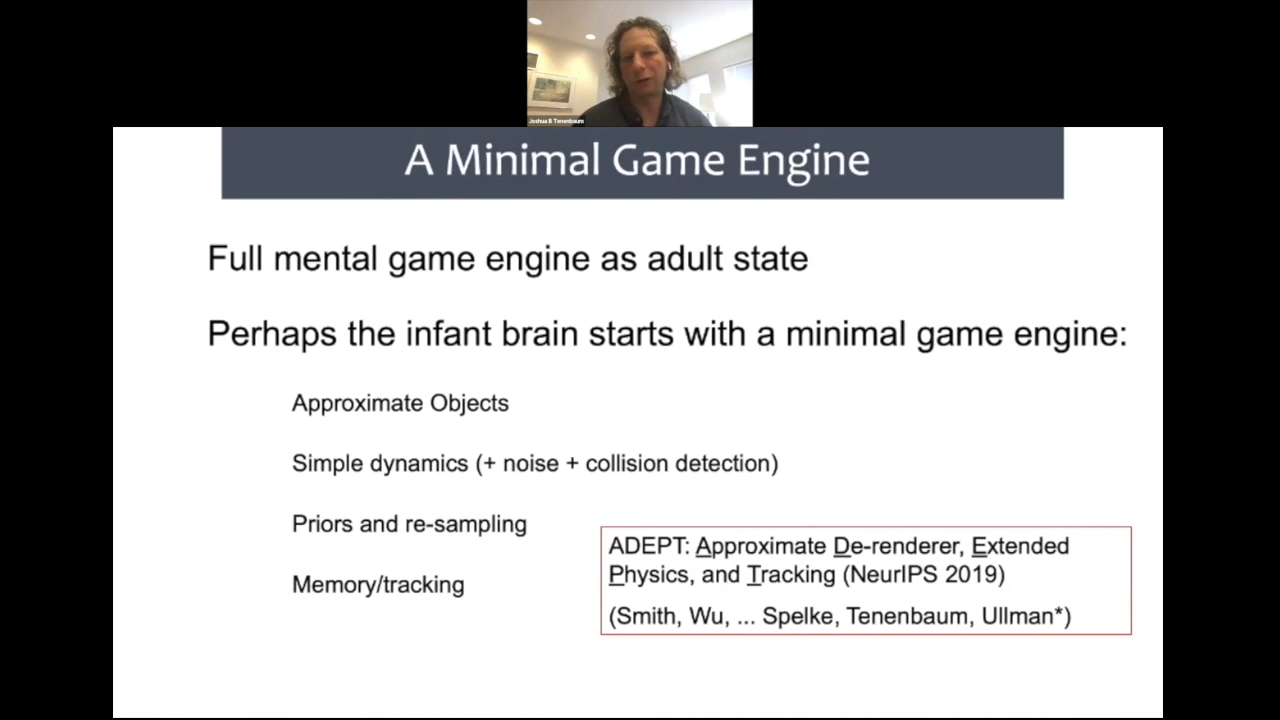 Joshua B Tenenbaum
A Minimal Game Engine
Full mental game engine as adult state
Perhaps the infant brain starts with a minimal game engine:
Approximate Objects
Simple dynamics (+ noise + collision detection)
Priors and re-sampling
Memory/tracking
ADEPT: Approximate De-renderer, Extended
Physics, and Tracking (NeurIPS 2019)
(Smith, Wu, ... Spelke, Tenenbaum, Ullman*)